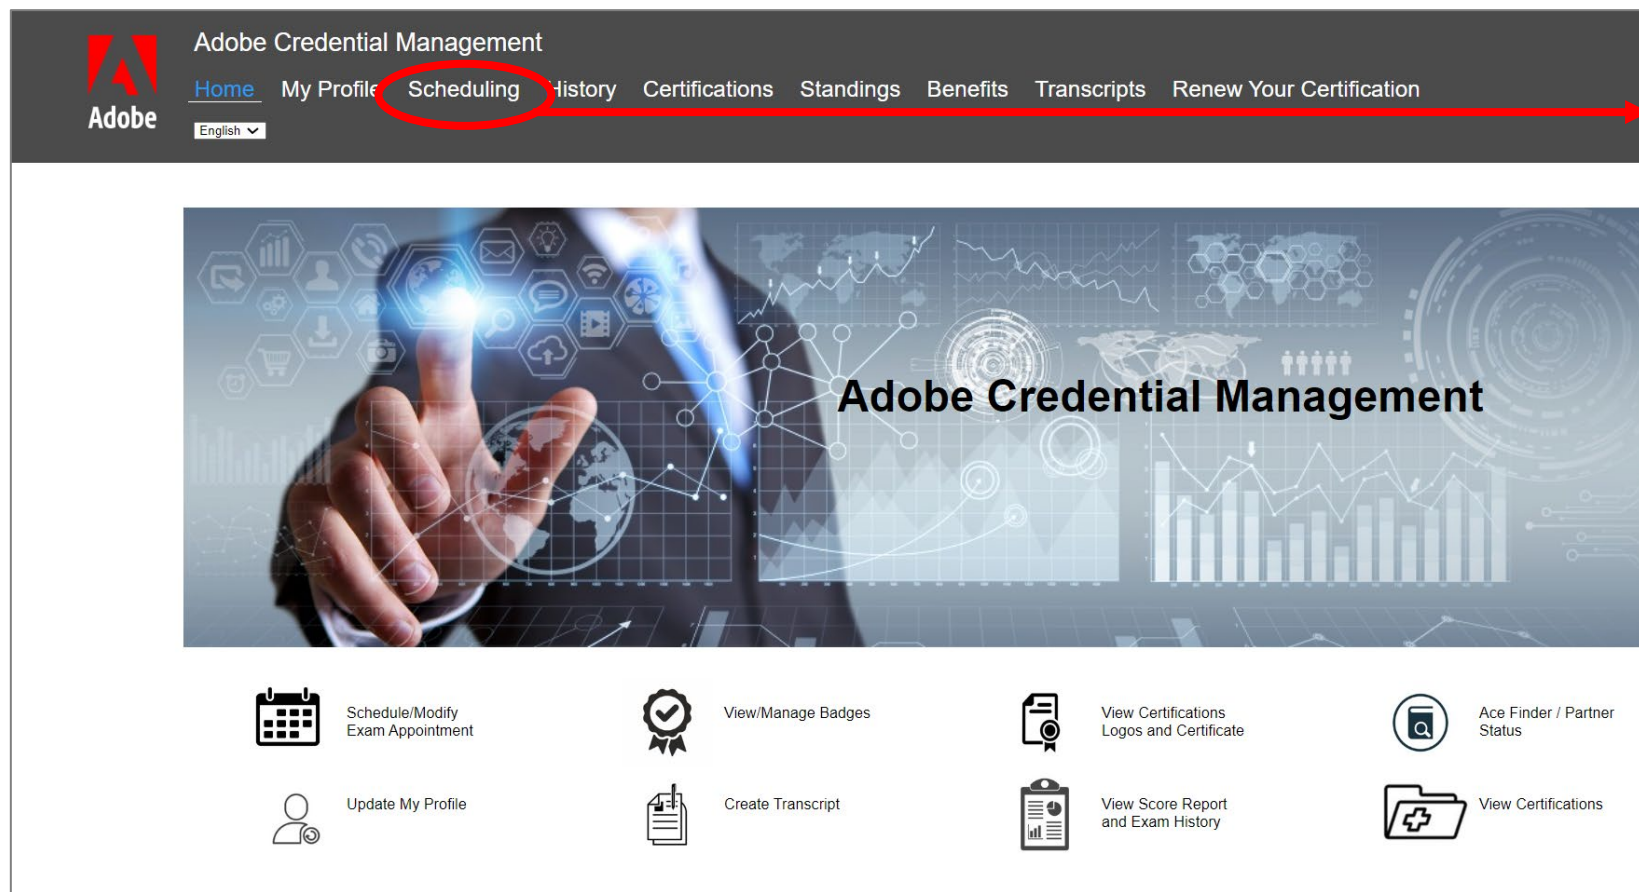 Adobe Credential Management
Home My Profile Scheduling History Certifications Standings Benefits Transcripts Renew Your Certification
Adobe
English
Adobe Credential Management
Schedule/Modify
Exam Appointment
View/Manage Badges
View Certifications
Logos and Certificate
Ace Finder / Partner
Status
Update My Profile
Create Transcript
View Score Report
and Exam History
View Certifications